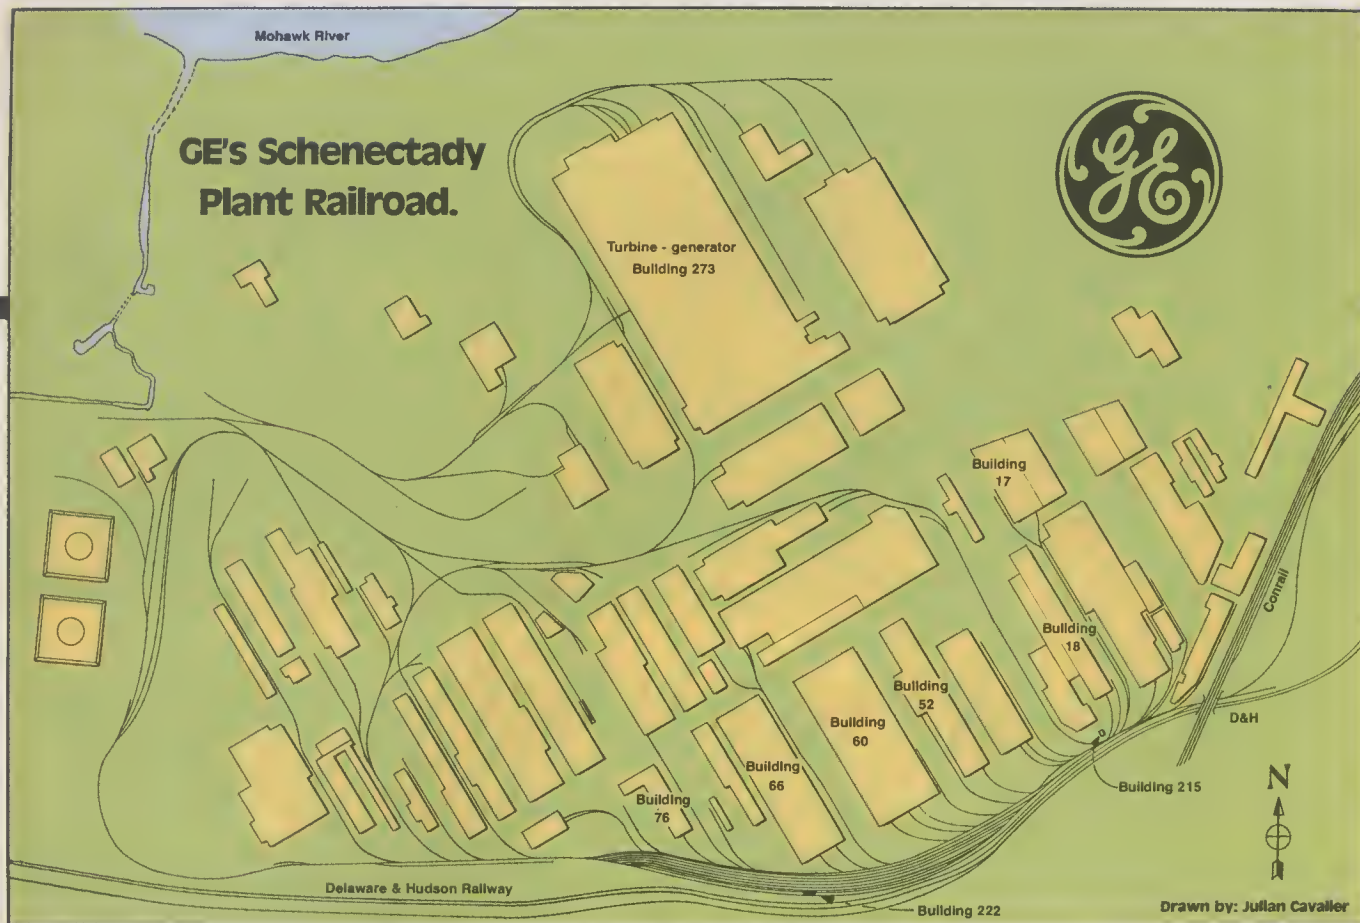 Mohawk River
GE's Schenectady
Plant Railroad.
GE
Turbine - generator
Building 273
Building
17
Building
18
Conrail
Building
52
Building
60
D&H
Building
66
Building 215
N
Building
76
Delaware & Hudson Railway
Building 222
Drawn by: Julian Cavalier